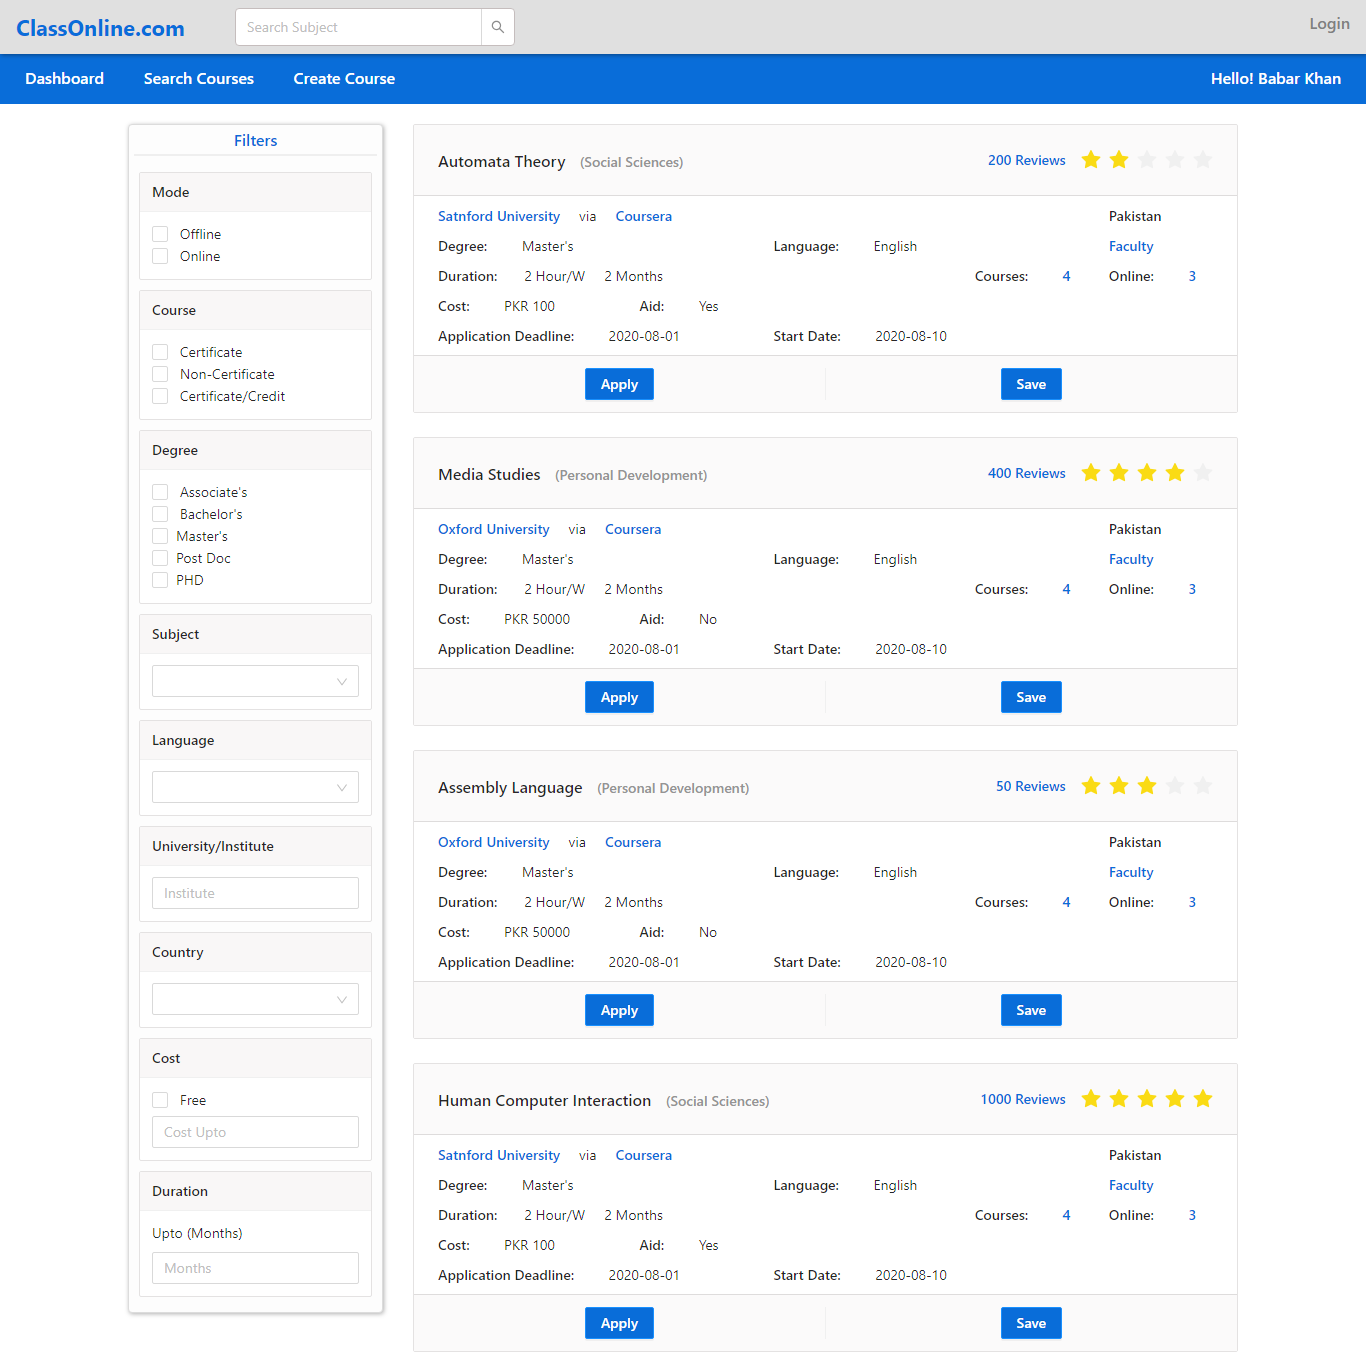 ClassOnline.com
Search Subject
Login
Dashboard
Search Courses
Create Course
Hello! Babar Khan
Filters
Mode
Offline
Online
Course
Certificate
Non-Certificate
Certificate/Credit
Degree
Associate's
Bachelor's
Master's
Post Doc
PHD
Subject
Language
University/Institute
Institute
Country
Cost
Free
Cost Upto
Duration
Upto (Months)
Months
Automata Theory (Social Sciences) 200 Reviews
Satnford University via Coursera Pakistan
Degree: Master's Language: English Faculty
Duration: 2 Hour/W 2 Months Courses: 4 Online: 3
Cost: PKR 100 Aid: Yes
Application Deadline: 2020-08-01 Start Date: 2020-08-10
Apply Save
Media Studies (Personal Development) 400 Reviews
Oxford University via Coursera Pakistan
Degree: Master's Language: English Faculty
Duration: 2 Hour/W 2 Months Courses: 4 Online: 3
Cost: PKR 50000 Aid: No
Application Deadline: 2020-08-01 Start Date: 2020-08-10
Apply Save
Assembly Language (Personal Development) 50 Reviews
Oxford University via Coursera Pakistan
Degree: Master's Language: English Faculty
Duration: 2 Hour/W 2 Months Courses: 4 Online: 3
Cost: PKR 50000 Aid: No
Application Deadline: 2020-08-01 Start Date: 2020-08-10
Apply Save
Human Computer Interaction (Social Sciences) 1000 Reviews
Satnford University via Coursera Pakistan
Degree: Master's Language: English Faculty
Duration: 2 Hour/W 2 Months Courses: 4 Online: 3
Cost: PKR 100 Aid: Yes
Application Deadline: 2020-08-01 Start Date: 2020-08-10
Apply Save